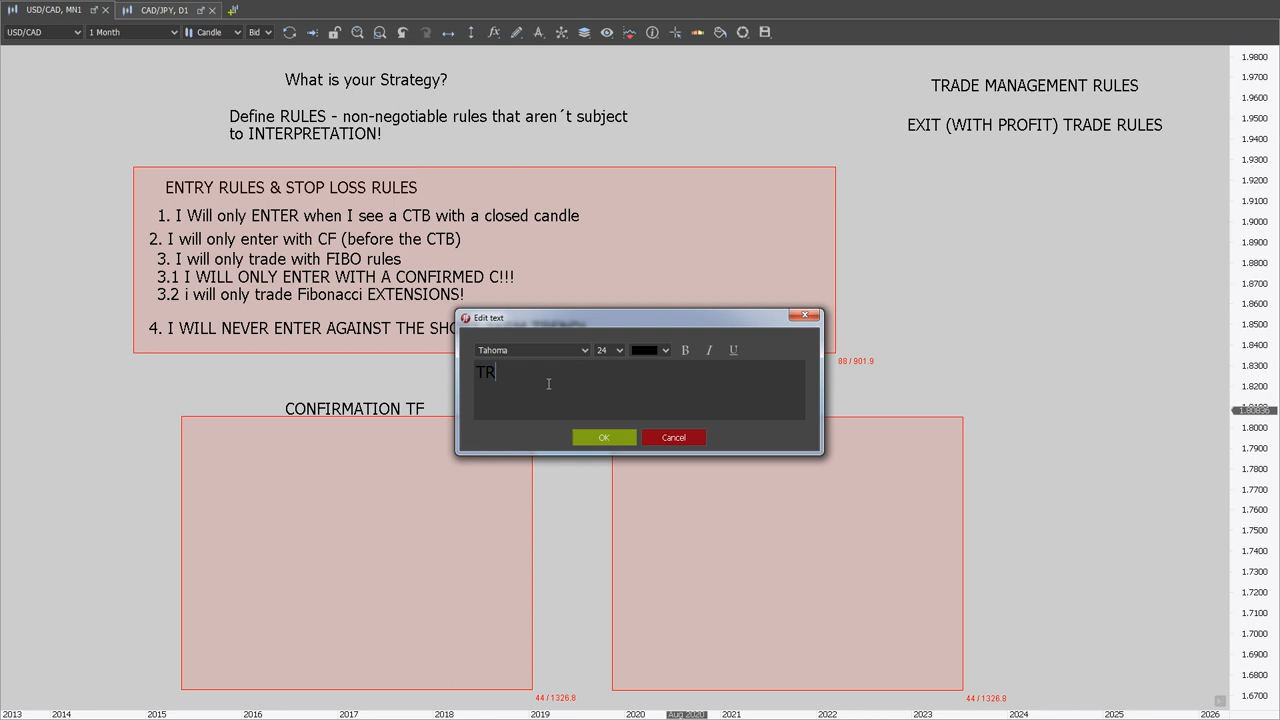 USD/CAD, MN1
CAD/JPY, D1
USD/CAD
1 Month
Candle
Bid
What is your Strategy?
Define RULES - non-negotiable rules that aren´t subject
to INTERPRETATION!
TRADE MANAGEMENT RULES
EXIT (WITH PROFIT) TRADE RULES
ENTRY RULES & STOP LOSS RULES
1. I Will only ENTER when I see a CTB with a closed candle
2. I will only enter with CF (before the CTB)
3. I will only trade with FIBO rules
3.1 I WILL ONLY ENTER WITH A CONFIRMED C!!!
3.2 i will only trade Fibonacci EXTENSIONS!
4. I WILL NEVER ENTER AGAINST THE SHO
88 / 901.9
Edit text
Tahoma
24
B
I
U
TR
OK
Cancel
CONFIRMATION TF
44 / 1326.8
44 / 1326.8
1.9800
1.9700
1.9600
1.9500
1.9400
1.9300
1.9200
1.9100
1.9000
1.8900
1.8800
1.8700
1.8600
1.8500
1.8400
1.8300
1.8200
1.80836
1.8000
1.7900
1.7800
1.7700
1.7600
1.7500
1.7400
1.7300
1.7200
1.7100
1.7000
1.6900
1.6800
1.6700
2013
2014
2015
2016
2017
2018
2019
2020
Aug 2020
2021
2022
2023
2024
2025
2026